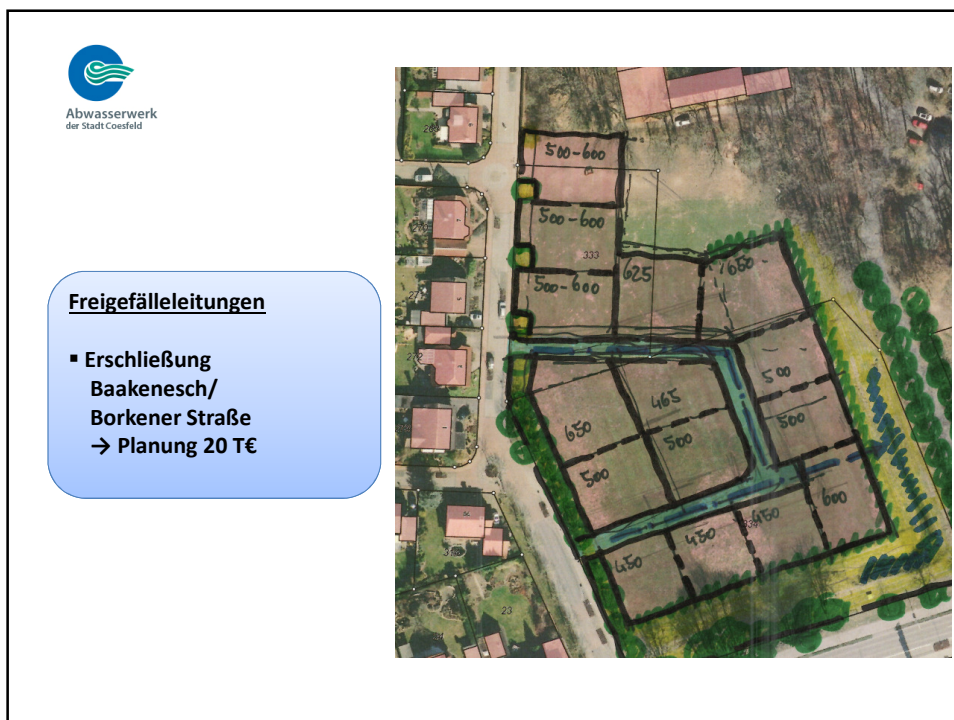 Abwasserwerk
der Stadt Coesfeld
Freigefälleleitungen
▪ Erschließung
Baakenesch/
Borkener Straße
→ Planung 20 T€
500-600
500-600
333
500-600
625
650
500
500
650
465
500
500
600
450
450
450
23